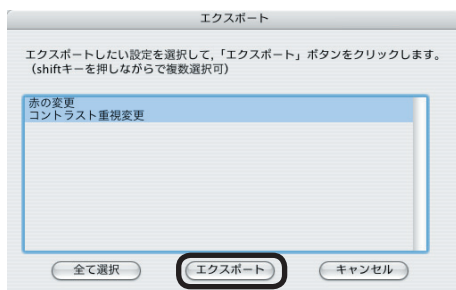 エクスポート
エクスポートしたい設定を選択して,「エクスポート」ボタンをクリックします。
(shiftキーを押しながらで複数選択可)
赤の変更
コントラスト重視変更
全て選択 エクスポート キャンセル